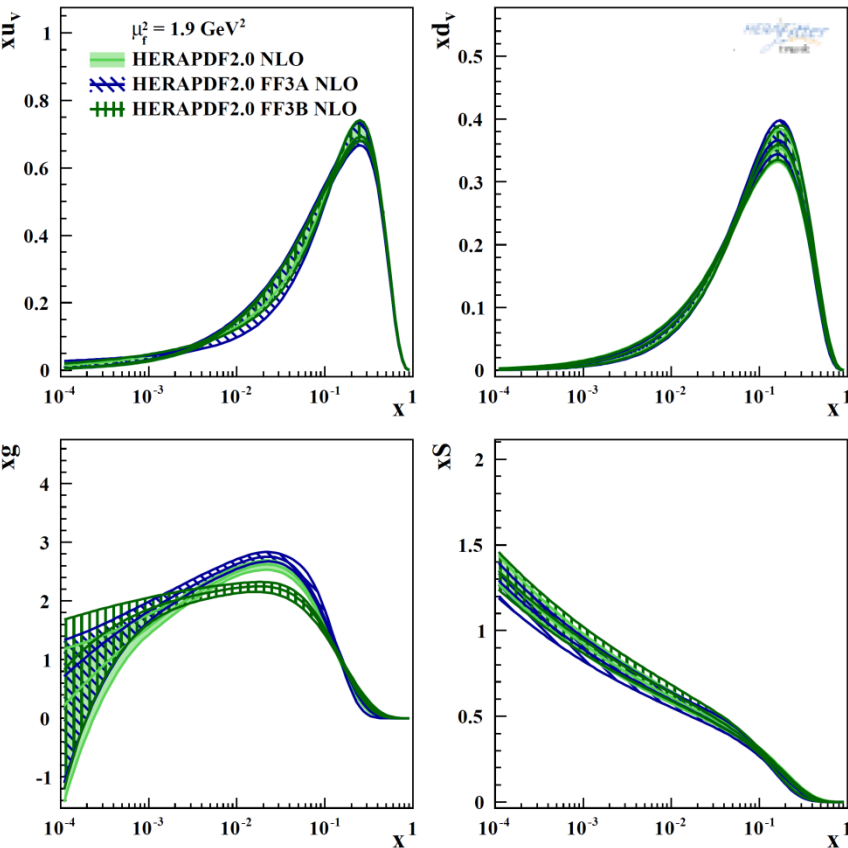 xu_v
μ_f² = 1.9 GeV²
HERAPDF2.0 NLO
HERAPDF2.0 FF3A NLO
HERAPDF2.0 FF3B NLO
1
0.8
0.6
0.4
0.2
0
10⁻⁴ 10⁻³ 10⁻² 10⁻¹ 1
x
xd_v
0.5
0.4
0.3
0.2
0.1
0
10⁻⁴ 10⁻³ 10⁻² 10⁻¹ 1
x
xg
4
3
2
1
0
-1
10⁻⁴ 10⁻³ 10⁻² 10⁻¹ 1
x
xS
2
1.5
1
0.5
0
10⁻⁴ 10⁻³ 10⁻² 10⁻¹ 1
x